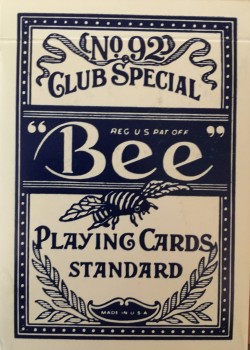 No. 92
CLUB SPECIAL
REG U S PAT OFF
"Bee"
PLAYING CARDS
STANDARD
MADE IN U.S.A.